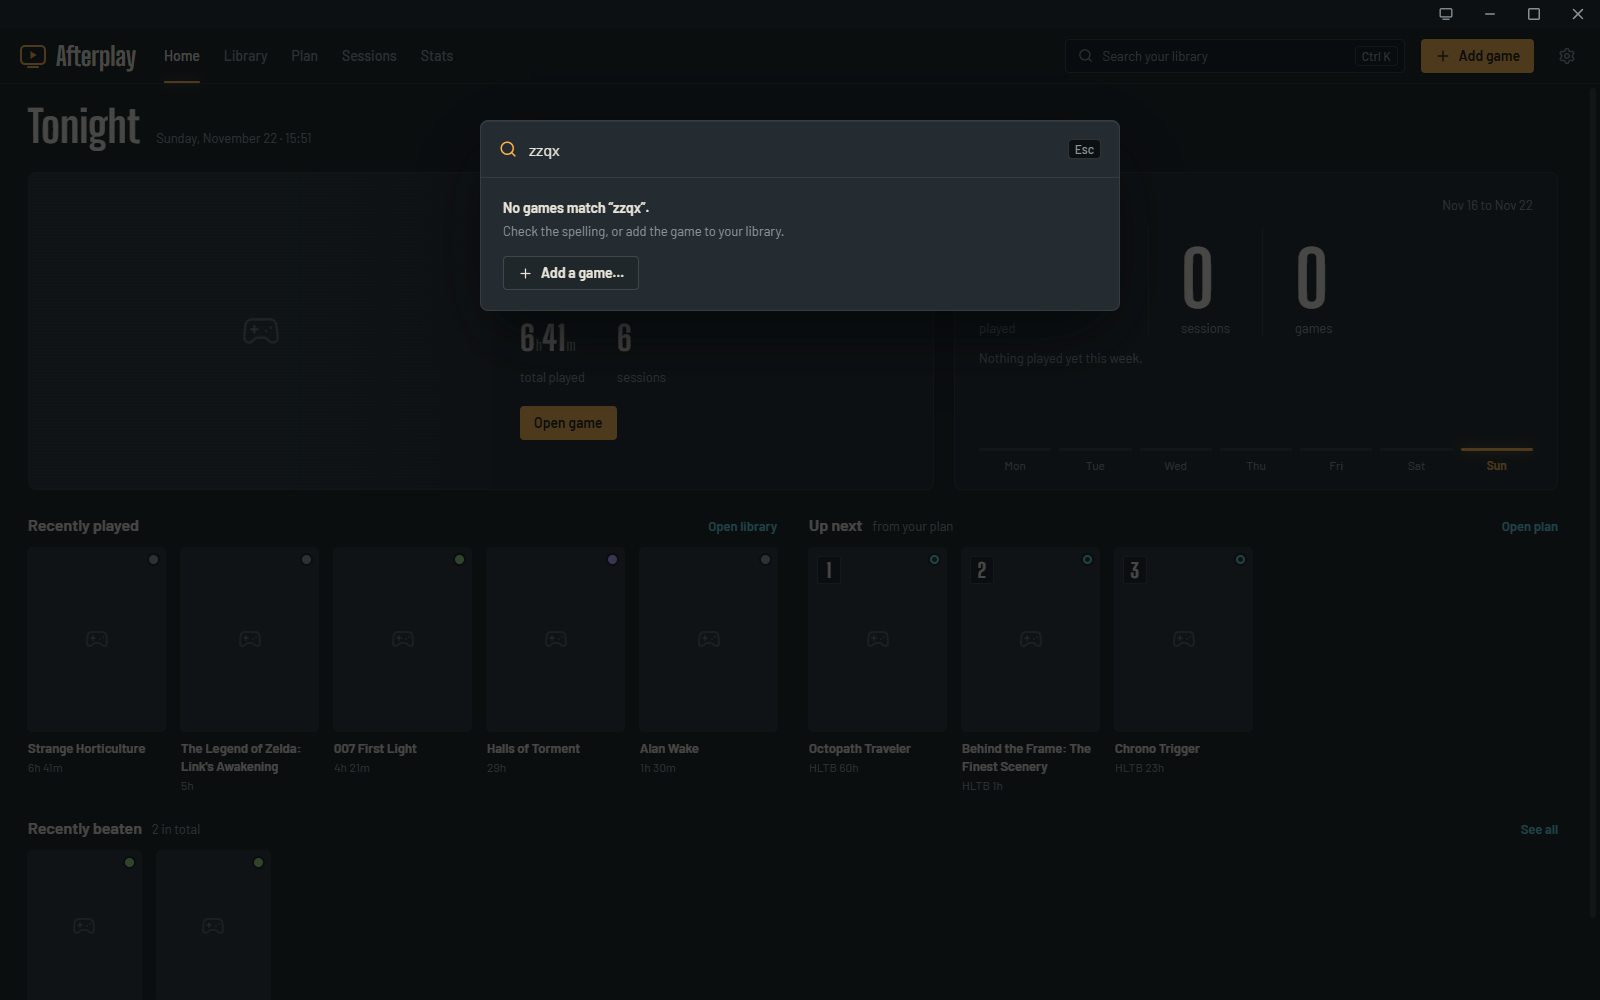 Afterplay
Home
Library
Plan
Sessions
Stats
Search your library
Ctrl K
Add game
Tonight
Sunday, November 22 · 15:51
zzqx
Esc
No games match “zzqx”.
Check the spelling, or add the game to your library.
Add a game...
6h41m
6
total played
sessions
Open game
Nov 16 to Nov 22
0
0
played
sessions
games
Nothing played yet this week.
Mon
Tue
Wed
Thu
Fri
Sat
Sun
Recently played
Open library
Strange Horticulture
6h 41m
The Legend of Zelda:
Link's Awakening
5h
007 First Light
4h 21m
Halls of Torment
29h
Alan Wake
1h 30m
Up next
from your plan
Open plan
1
2
3
Octopath Traveler
HLTB 60h
Behind the Frame: The
Finest Scenery
HLTB 1h
Chrono Trigger
HLTB 23h
Recently beaten
2 in total
See all